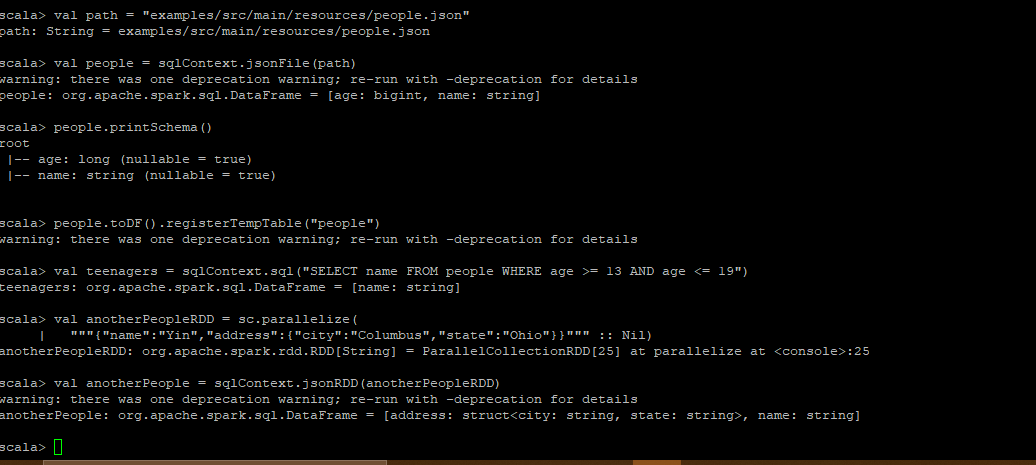 scala> val path = "examples/src/main/resources/people.json"
path: String = examples/src/main/resources/people.json
scala> val people = sqlContext.jsonFile(path)
warning: there was one deprecation warning; re-run with -deprecation for details
people: org.apache.spark.sql.DataFrame = [age: bigint, name: string]
scala> people.printSchema()
root
 |-- age: long (nullable = true)
 |-- name: string (nullable = true)
scala> people.toDF().registerTempTable("people")
warning: there was one deprecation warning; re-run with -deprecation for details
scala> val teenagers = sqlContext.sql("SELECT name FROM people WHERE age >= 13 AND age <= 19")
teenagers: org.apache.spark.sql.DataFrame = [name: string]
scala> val anotherPeopleRDD = sc.parallelize(
     |   """{"name":"Yin","address":{"city":"Columbus","state":"Ohio"}}""" :: Nil)
anotherPeopleRDD: org.apache.spark.rdd.RDD[String] = ParallelCollectionRDD[25] at parallelize at <console>:25
scala> val anotherPeople = sqlContext.jsonRDD(anotherPeopleRDD)
warning: there was one deprecation warning; re-run with -deprecation for details
anotherPeople: org.apache.spark.sql.DataFrame = [address: struct<city: string, state: string>, name: string]
scala>